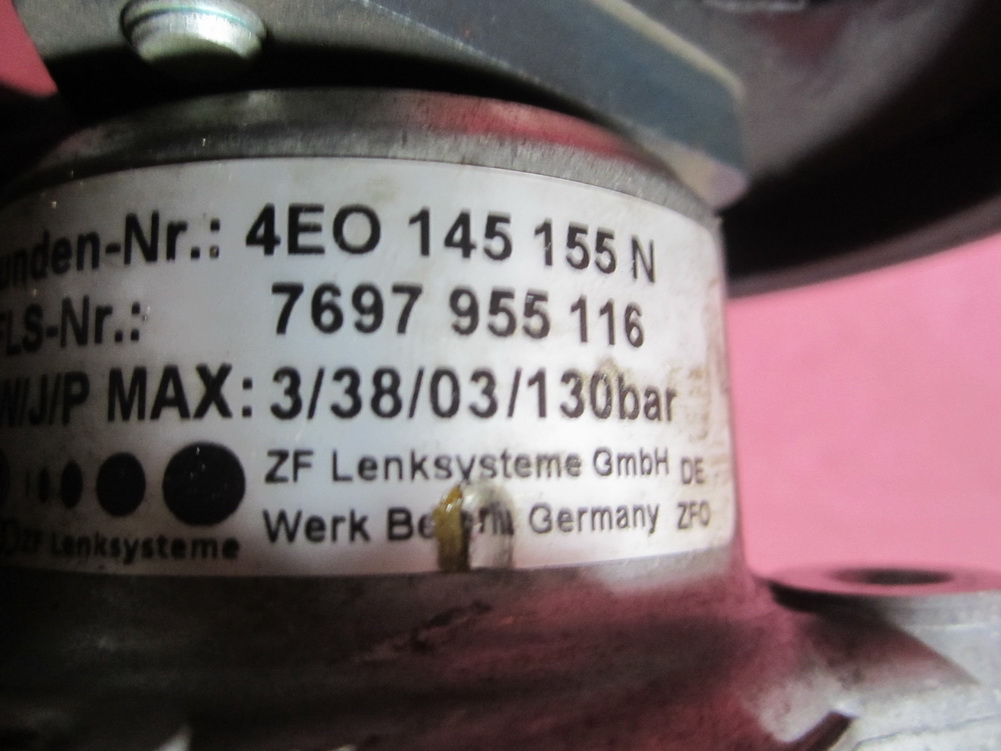 unden-Nr.: 4EO 145 155 N
FLS-Nr.: 7697 955 116
W/J/P MAX: 3/38/03/130bar
ZF Lenksysteme GmbH DE
Werk Germany ZFO
ZF Lenksysteme